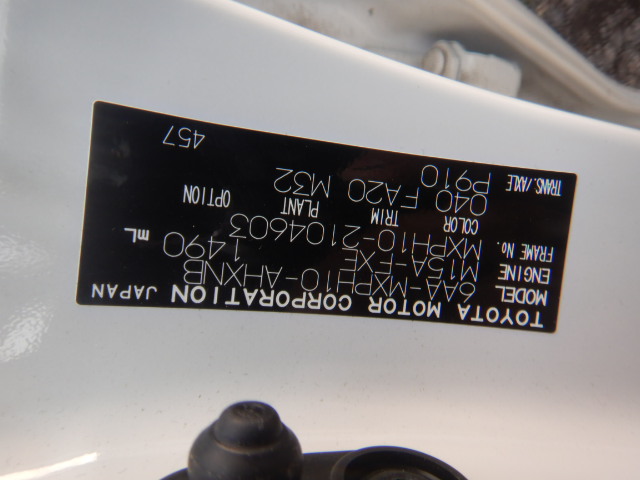 TOYOTA MOTOR CORPORATION JAPAN
MODEL 6AA-MXPH10-AHXNB
ENGINE M15A-FXE 1490 mL
FRAME No. MXPH10-2104603
COLOR TRIM PLANT OPTION
040 FA20 M32
TRANS./AXLE P910
457